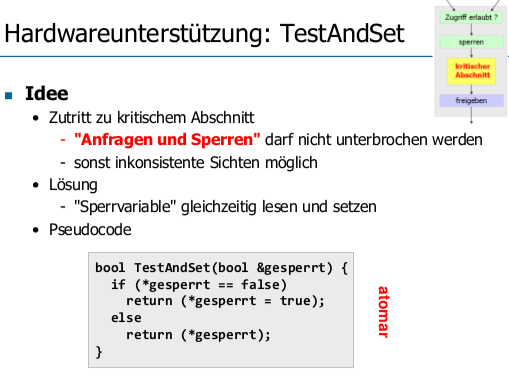 Hardwareunterstützung: TestAndSet
Zugriff erlaubt ?
sperren
kritischer
Abschnitt
freigeben
Idee
Zutritt zu kritischem Abschnitt
- "Anfragen und Sperren" darf nicht unterbrochen werden
- sonst inkonsistente Sichten möglich
Lösung
- "Sperrvariable" gleichzeitig lesen und setzen
Pseudocode
bool TestAndSet(bool &gesperrt) {
if (*gesperrt == false)
return (*gesperrt = true);
else
return (*gesperrt);
}
atomar